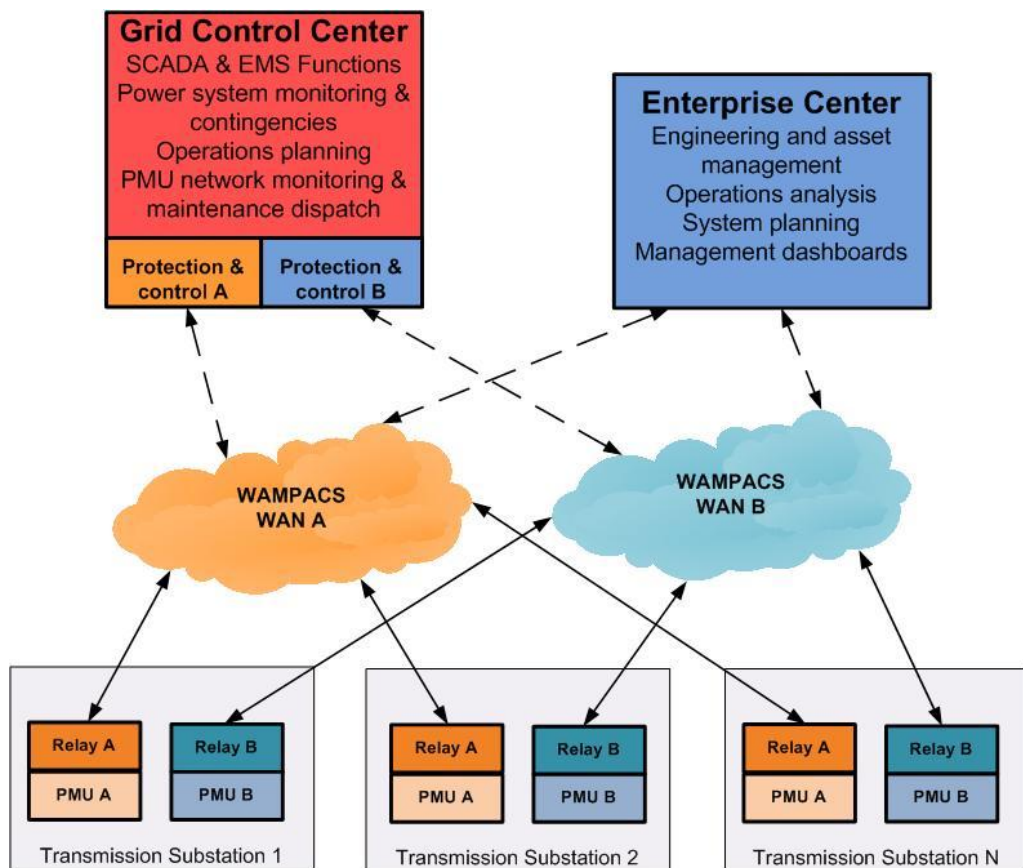 Grid Control Center
SCADA & EMS Functions
Power system monitoring &
contingencies
Operations planning
PMU network monitoring &
maintenance dispatch
Protection &
control A
Protection &
control B
Enterprise Center
Engineering and asset
management
Operations analysis
System planning
Management dashboards
WAMPACS
WAN A
WAMPACS
WAN B
Relay A
PMU A
Relay B
PMU B
Transmission Substation 1
Relay A
PMU A
Relay B
PMU B
Transmission Substation 2
Relay A
PMU A
Relay B
PMU B
Transmission Substation N